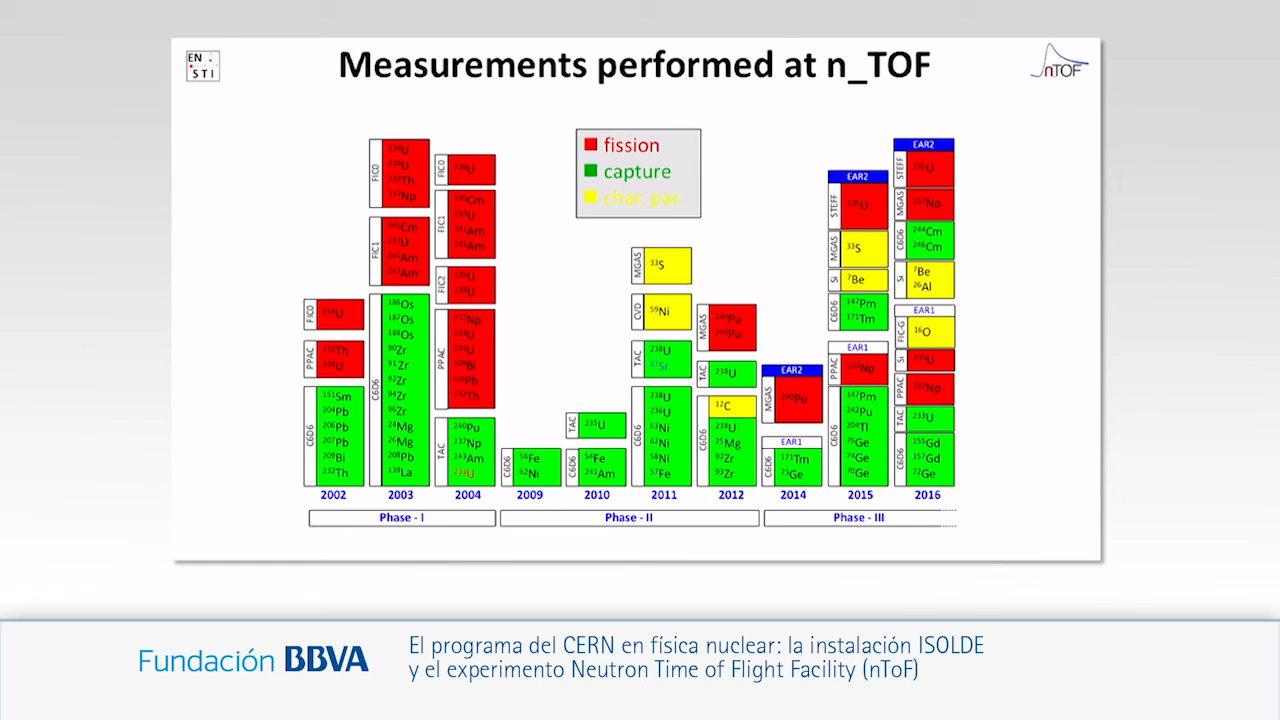 EN
STI
Measurements performed at n_TOF
nTOF
fission
capture
char. par.
FIC0
234U
PPAC
232Th
234U
C6D6
151Sm
204Pb
206Pb
207Pb
209Bi
232Th
2002
FIC0
234U
236U
232Th
237Np
FIC1
245Cm
233U
241Am
243Am
C6D6
186Os
187Os
188Os
90Zr
91Zr
92Zr
94Zr
96Zr
24Mg
26Mg
208Pb
139La
2003
FIC0
FIC1
245Cm
233U
241Am
243Am
FIC2
235U
238U
PPAC
237Np
233U
234U
209Bi
232Th
TAC
240Pu
237Np
243Am
233U
2004
C6D6
56Fe
62Ni
2009
TAC
235U
C6D6
54Fe
241Am
2010
MGAS
33S
CVD
59Ni
TAC
238U
87Sr
C6D6
238U
236U
63Ni
62Ni
58Ni
57Fe
2011
MGAS
240Pu
242Pu
TAC
238U
C6D6
12C
238U
25Mg
92Zr
93Zr
2012
EAR2
MGAS
240Pu
EAR1
C6D6
171Tm
73Ge
2014
EAR2
STEFF
235U
MGAS
33S
Si
7Be
C6D6
147Pm
171Tm
EAR1
PPAC
237Np
C6D6
147Pm
242Pu
204Tl
76Ge
74Ge
70Ge
2015
EAR2
STEFF
235U
MGAS
237Np
C6D6
244Cm
246Cm
Si
7Be
26Al
EAR1
FIC-G
16O
Si
235U
PPAC
237Np
TAC
233U
C6D6
155Gd
157Gd
72Ge
2016
Phase - I
Phase - II
Phase - III
Fundación BBVA
El programa del CERN en física nuclear: la instalación ISOLDE
y el experimento Neutron Time of Flight Facility (nToF)